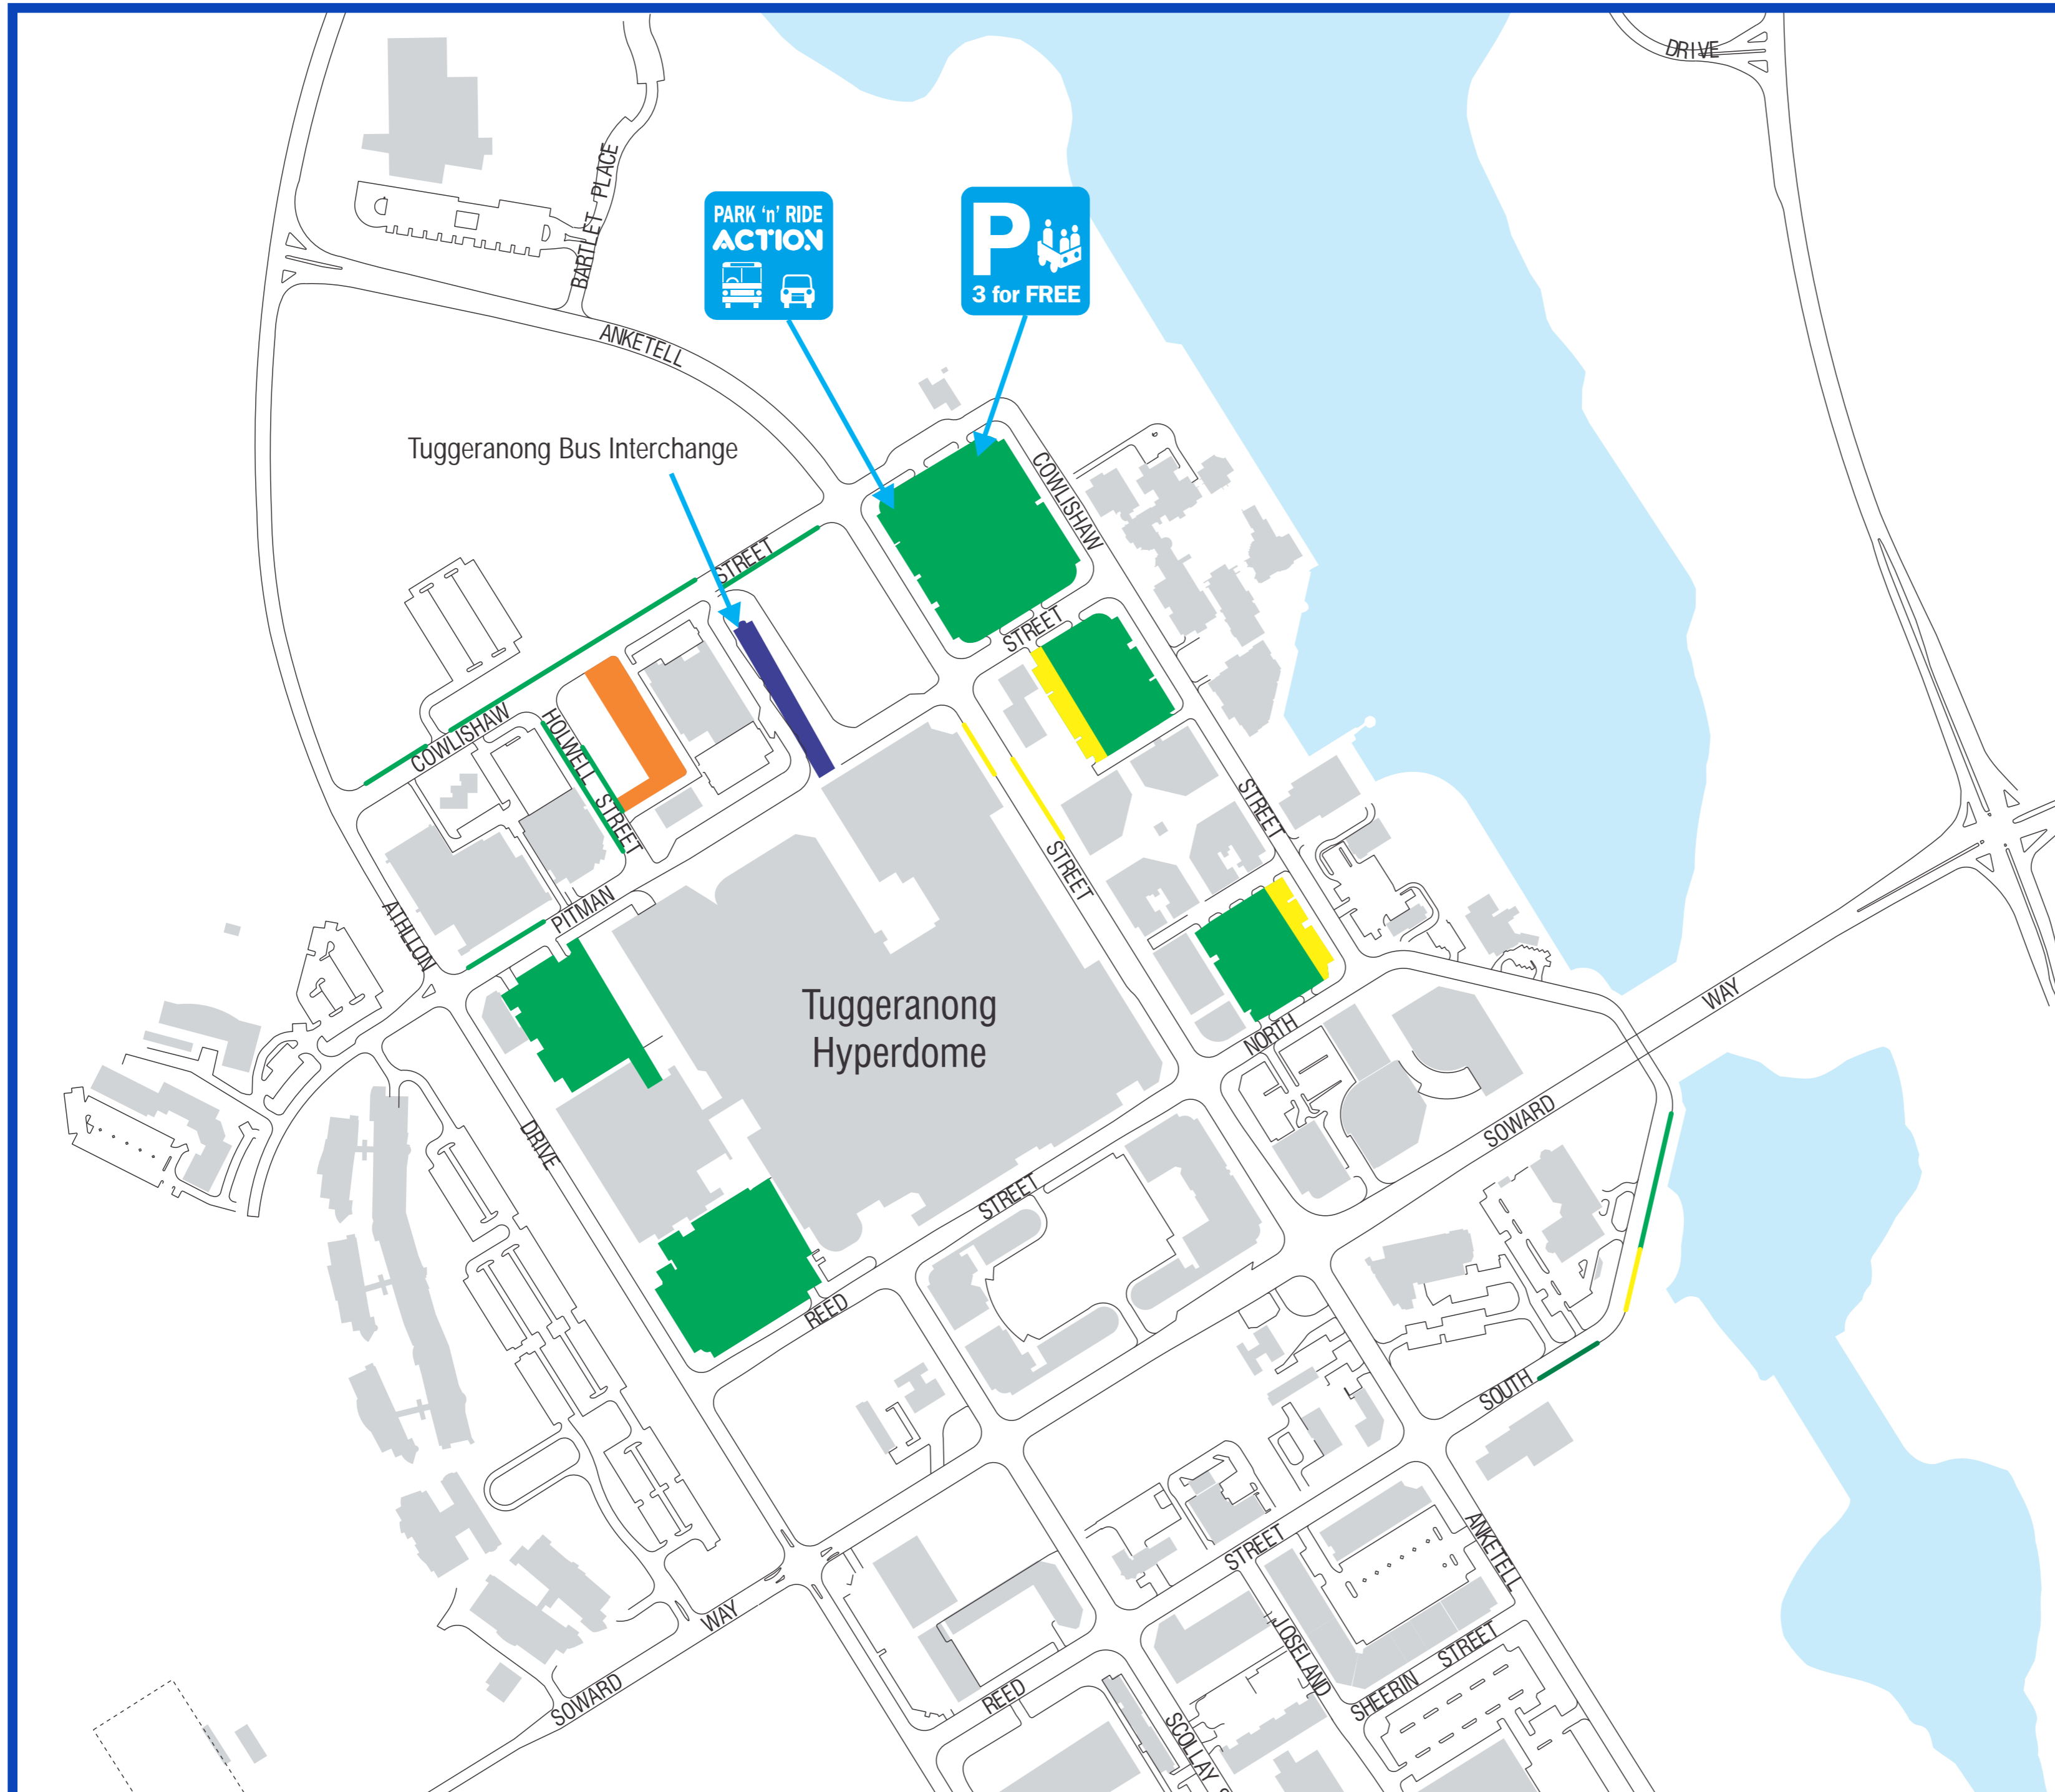 DRIVE
BARTLET PLACE
PARK 'n' RIDE
ACTION
P
3 for FREE
ANKETELL
Tuggeranong Bus Interchange
COWLISHAW
STREET
STREET
COWLISHAW
HOLWELL STREET
STREET
STREET
PITMAN
ATHLLON
Tuggeranong
Hyperdome
NORTH
WAY
SOWARD
DRIVE
STREET
REED
SOUTH
STREET
ANKETELL
WAY
SOWARD
REED
JOSELAND
SHEERIN STREET
SCOLLAY